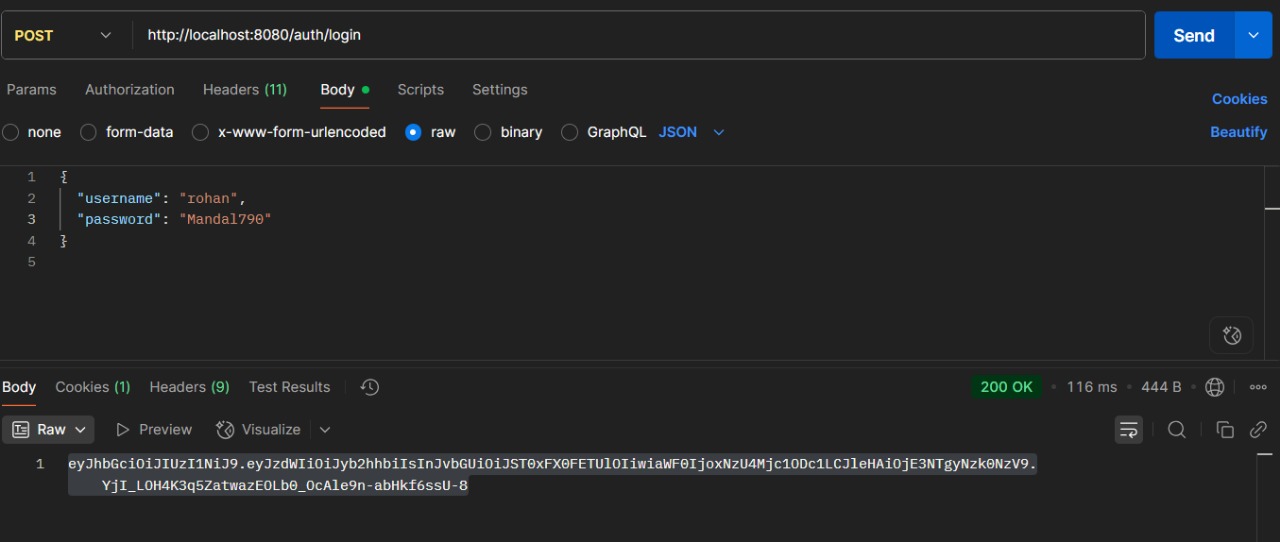 POST http://localhost:8080/auth/login Send
Params Authorization Headers (11) Body Scripts Settings Cookies
none form-data x-www-form-urlencoded raw binary GraphQL JSON Beautify
1 {
2 "username": "rohan",
3 "password": "Mandal790"
4 }
5
Body Cookies (1) Headers (9) Test Results 200 OK • 116 ms • 444 B •
Raw Preview Visualize
1 eyJhbGciOiJIUzI1NiJ9.eyJzdWIiOiJyb2hhbiIsInJvbGUiOiJST0xFX0FETUlOIiwiaWF0IjoxNzU4Mjc1ODc1LCJleHAiOjE3NTgyNzk0NzV9.
YjI_LOH4K3q5ZatwazEOLb0_OcAle9n-abHkf6ssU-8